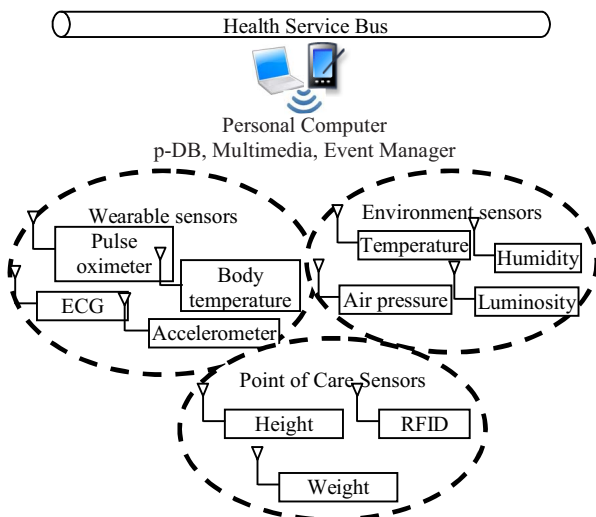 Health Service Bus
Personal Computer
p-DB, Multimedia, Event Manager
Wearable sensors
Pulse
oximeter
Body
temperature
ECG
Accelerometer
Environment sensors
Temperature
Humidity
Air pressure
Luminosity
Point of Care Sensors
Height
RFID
Weight